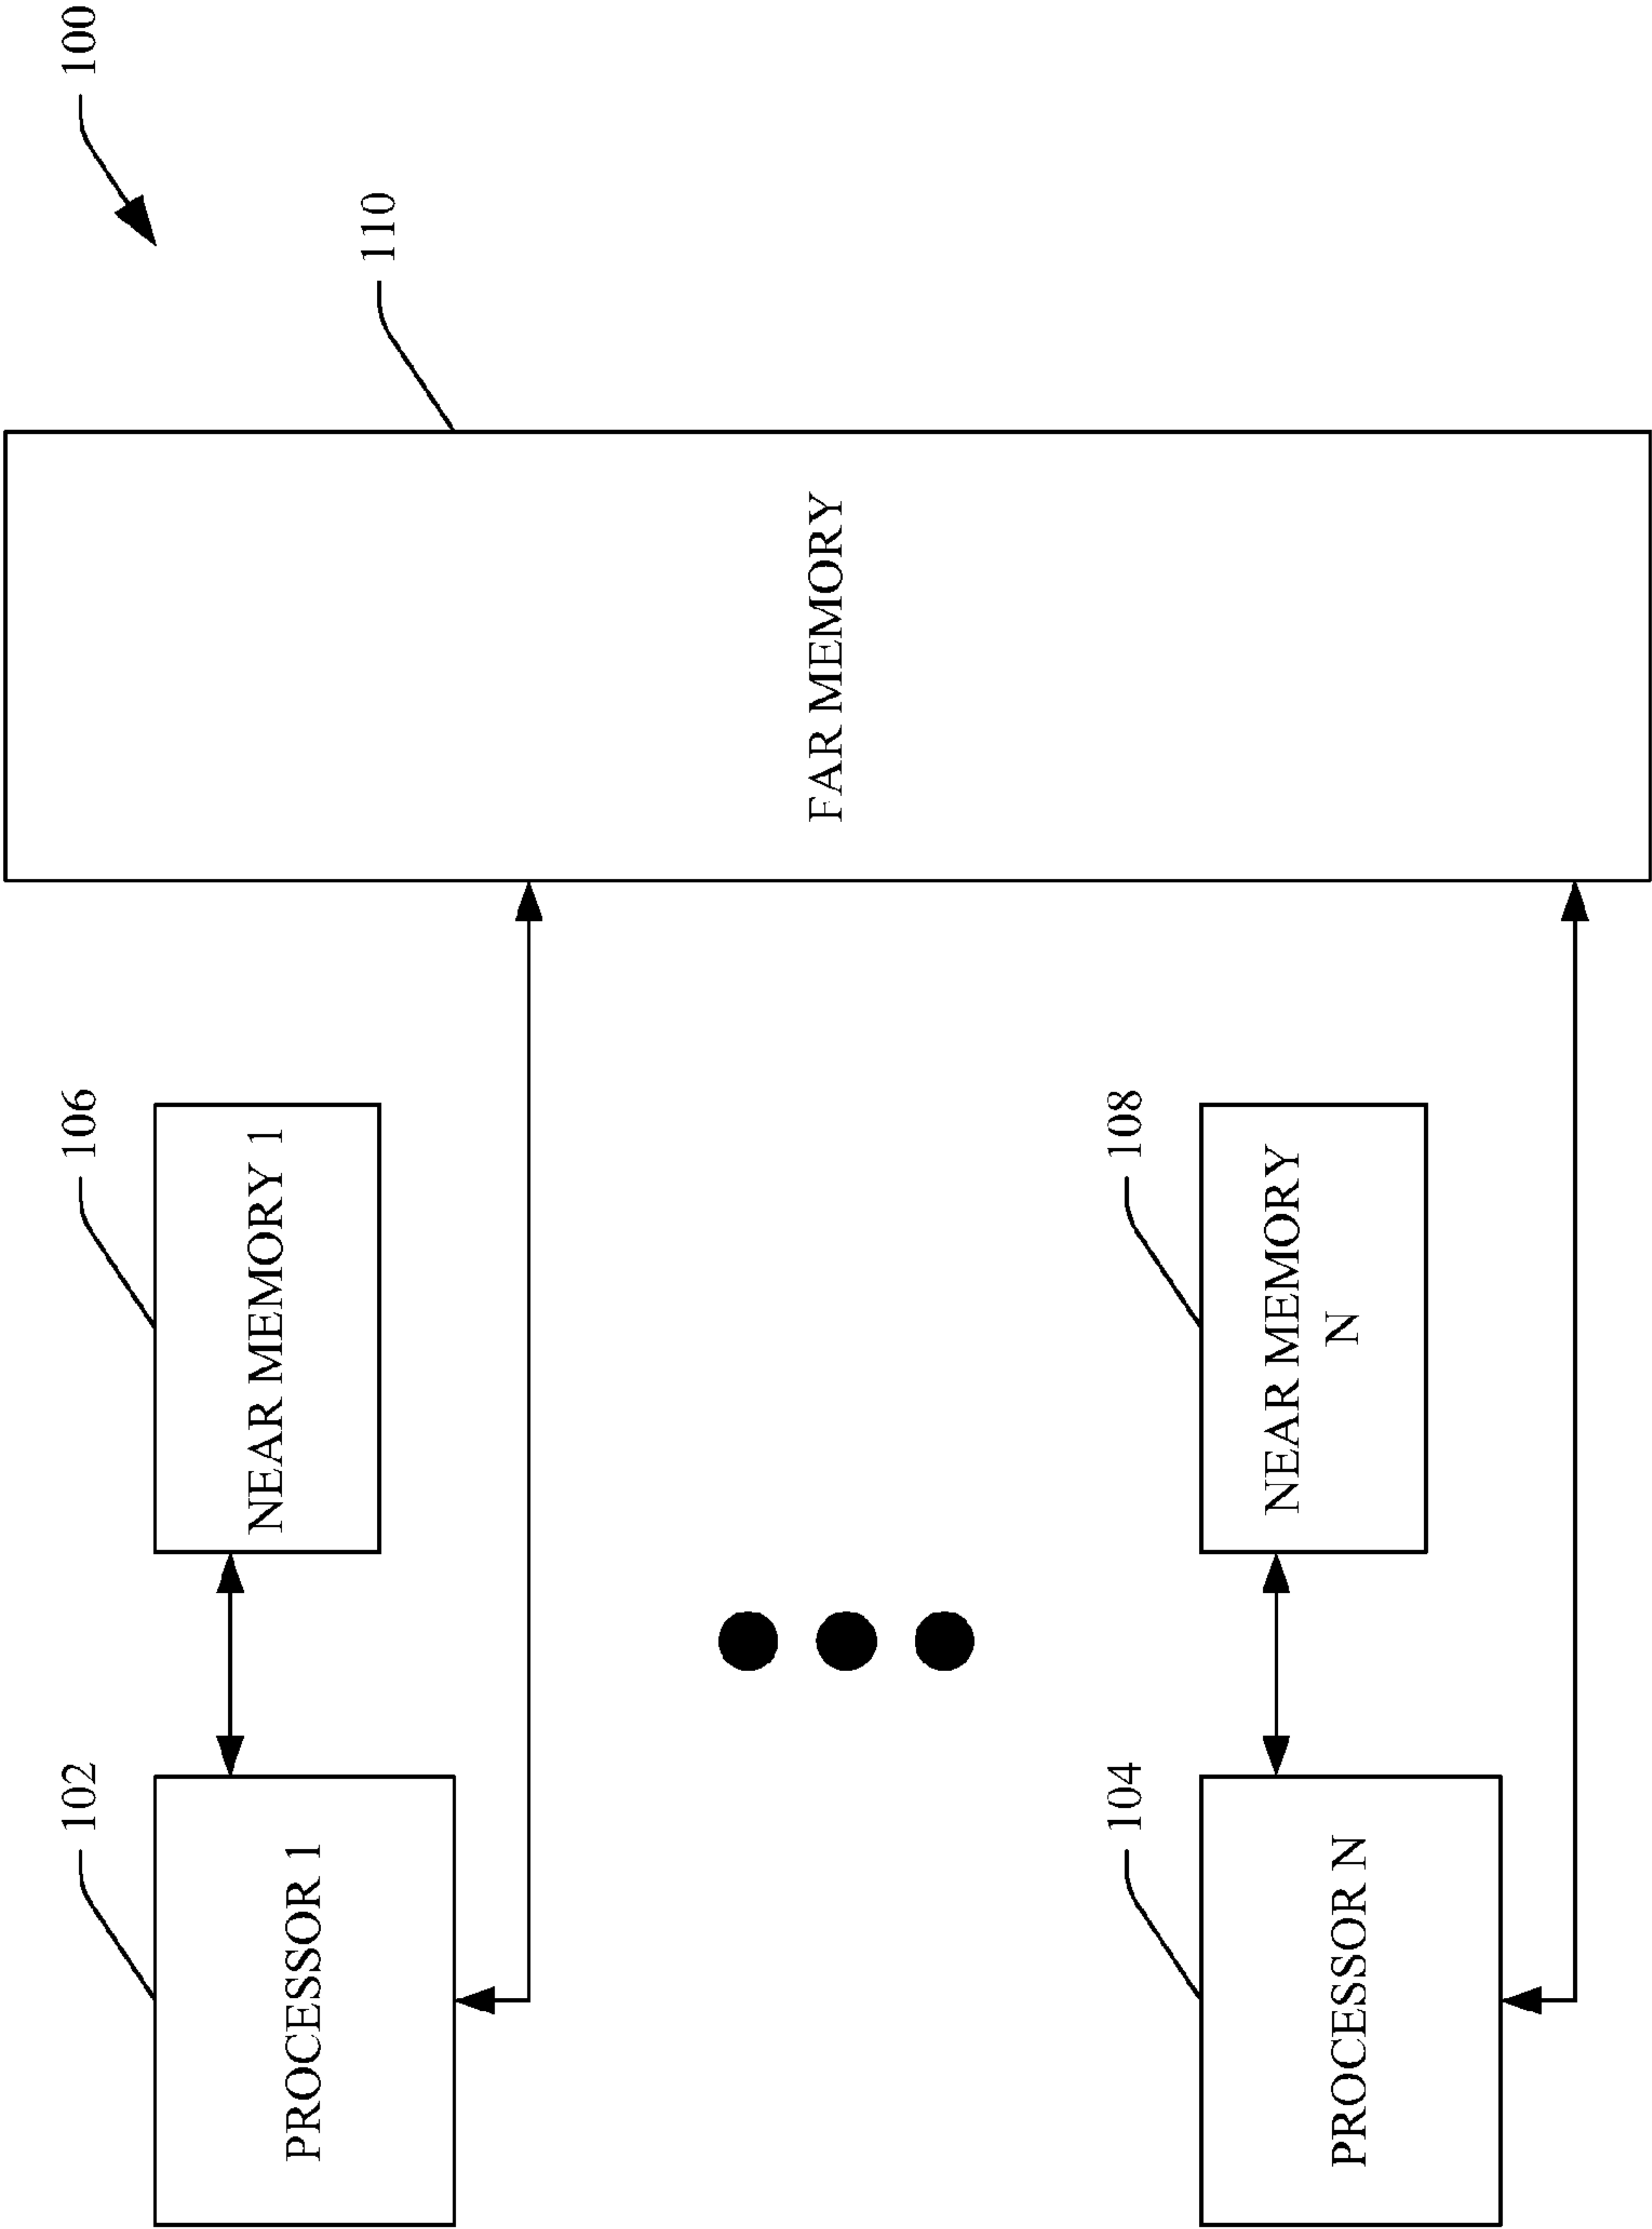 100
102
PROCESSOR 1
106
NEAR MEMORY 1
110
FAR MEMORY
104
PROCESSOR N
108
NEAR MEMORY
N